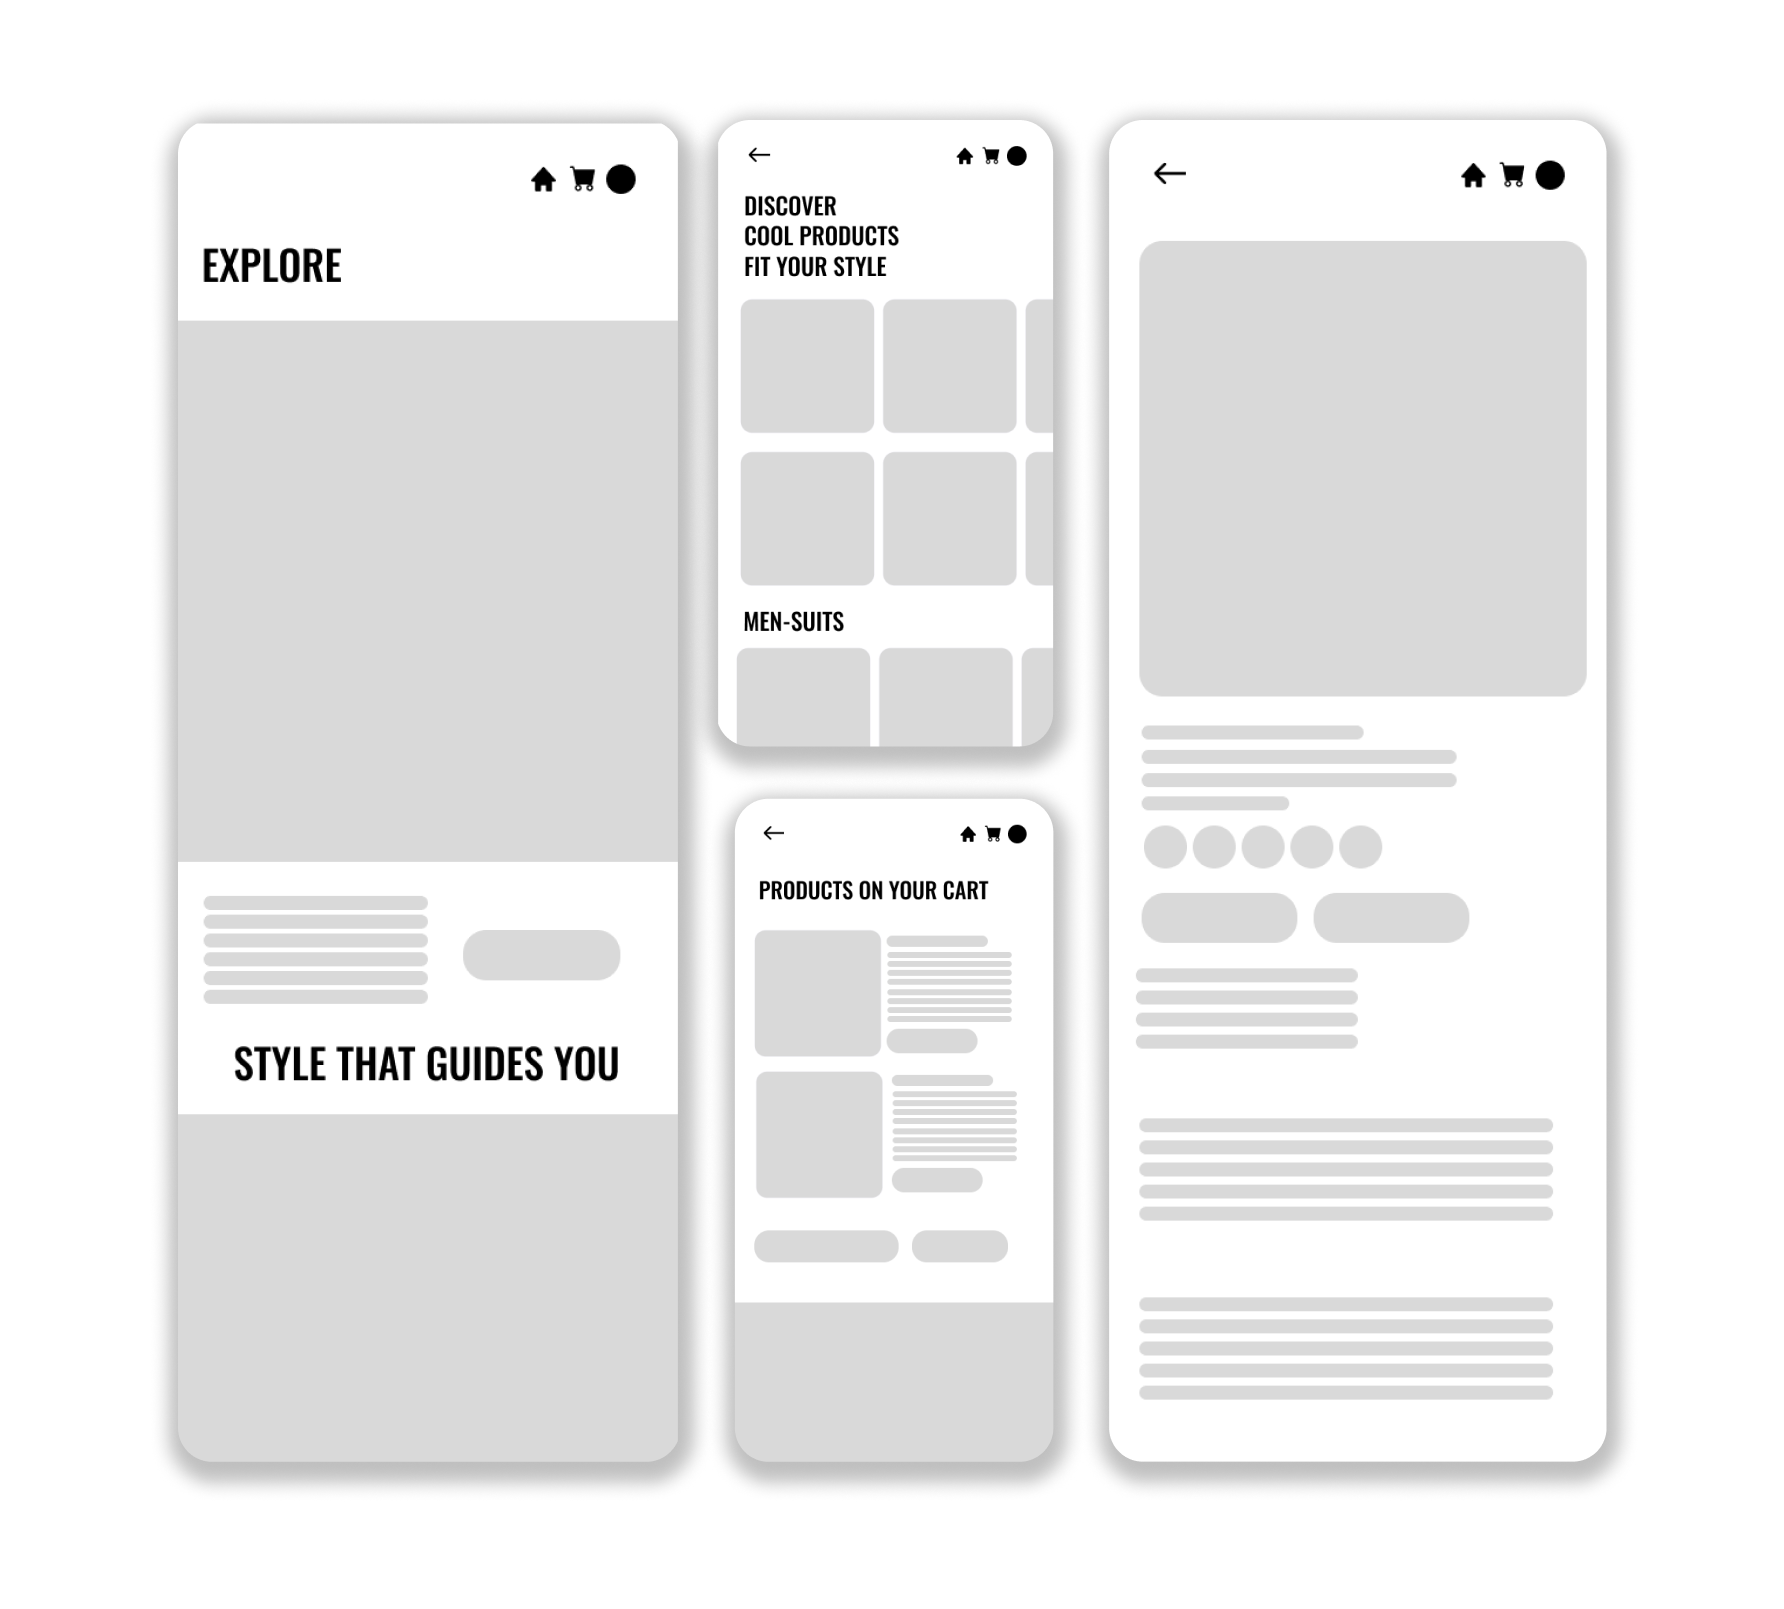 EXPLORE
STYLE THAT GUIDES YOU
DISCOVER
COOL PRODUCTS
FIT YOUR STYLE
MEN-SUITS
PRODUCTS ON YOUR CART